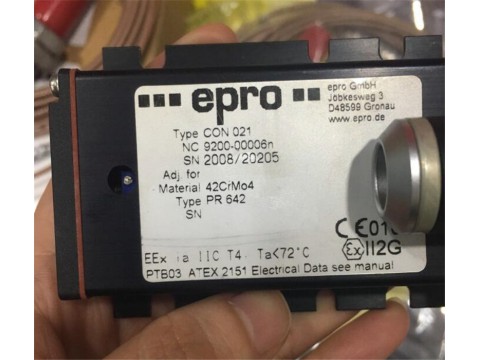 epro
epro GmbH
Jöbkesweg 3
D48599 Gronau
www.epro.de
Type CON 021
NC 9200-00006n
SN 2008/20205
Adj. for
Material 42CrMo4
Type PR 642
SN
CE
Ex II2G
EEx ia IIC T4 Ta<72°C
PTB03 ATEX 2151 Electrical Data see manual